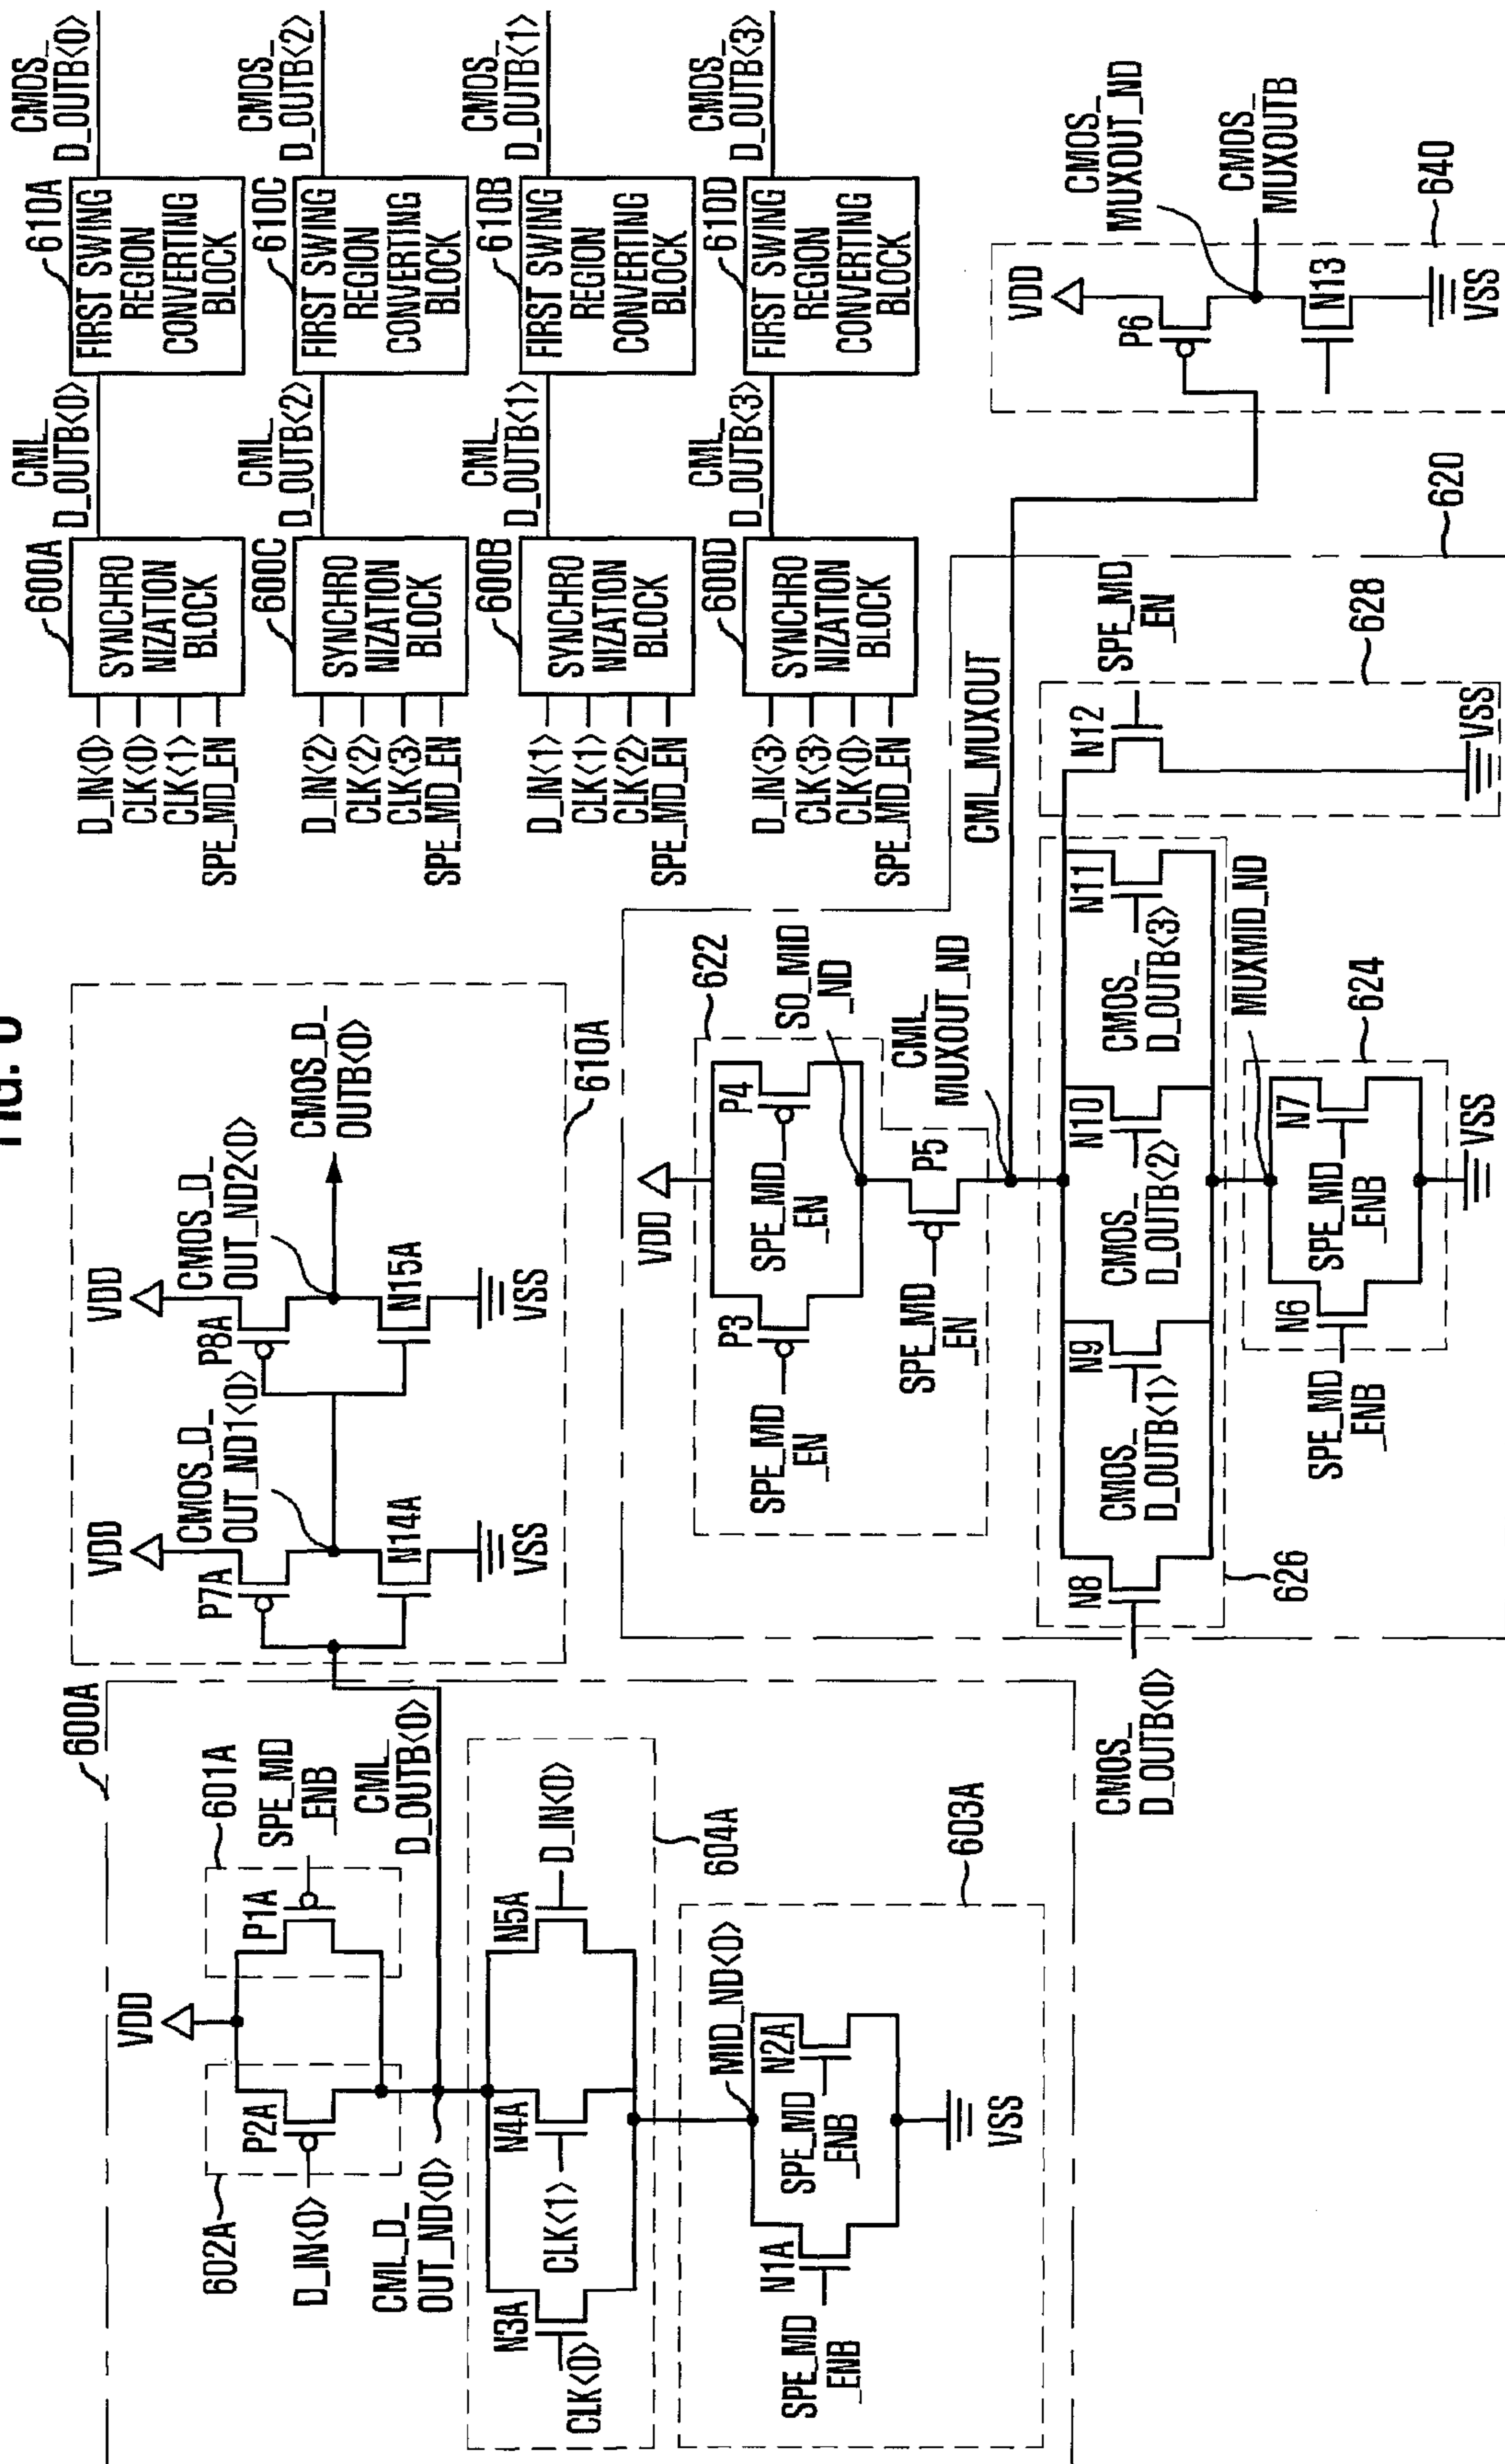 FIG. 6
600A
602A
601A
VDD
P2A
P1A
D_IN<0>
SPE_MD
_ENB
CML_D_
OUT_ND<0>
CML_
D_OUTB<0>
604A
N3A
N4A
N5A
CLK<0>
CLK<1>
D_IN<0>
603A
MID_ND<0>
N1A
N2A
SPE_MD
_ENB
SPE_MD
_ENB
VSS
610A
VDD
VDD
P7A
P8A
CMOS_D_
OUT_ND1<0>
CMOS_D_
OUT_ND2<0>
N14A
N15A
VSS
VSS
CMOS_D_
OUTB<0>
D_IN<0>
CLK<0>
CLK<1>
SPE_MD_EN
600A
SYNCHRO
NIZATION
BLOCK
CML_
D_OUTB<0>
610A
FIRST SWING
REGION
CONVERTING
BLOCK
CMOS_
D_OUTB<0>
D_IN<2>
CLK<2>
CLK<3>
SPE_MD_EN
600C
SYNCHRO
NIZATION
BLOCK
CML_
D_OUTB<2>
610C
FIRST SWING
REGION
CONVERTING
BLOCK
CMOS_
D_OUTB<2>
D_IN<1>
CLK<1>
CLK<2>
SPE_MD_EN
600B
SYNCHRO
NIZATION
BLOCK
CML_
D_OUTB<1>
610B
FIRST SWING
REGION
CONVERTING
BLOCK
CMOS_
D_OUTB<1>
D_IN<3>
CLK<3>
CLK<0>
SPE_MD_EN
600D
SYNCHRO
NIZATION
BLOCK
CML_
D_OUTB<3>
610D
FIRST SWING
REGION
CONVERTING
BLOCK
CMOS_
D_OUTB<3>
620
622
VDD
P3
P4
SPE_MD
_EN
SPE_MD
_EN
SO_MID
_ND
P5
SPE_MD
_EN
CML_
MUXOUT_ND
CML_MUXOUT
626
N8
N9
N10
N11
CMOS_
D_OUTB<0>
CMOS_
D_OUTB<1>
CMOS_
D_OUTB<2>
CMOS_
D_OUTB<3>
MUXMID_ND
624
N6
N7
SPE_MD
_ENB
SPE_MD
_ENB
VSS
628
N12
SPE_MD
_EN
VSS
640
VDD
P6
N13
VSS
CMOS_
MUXOUT_ND
CMOS_
MUXOUTB